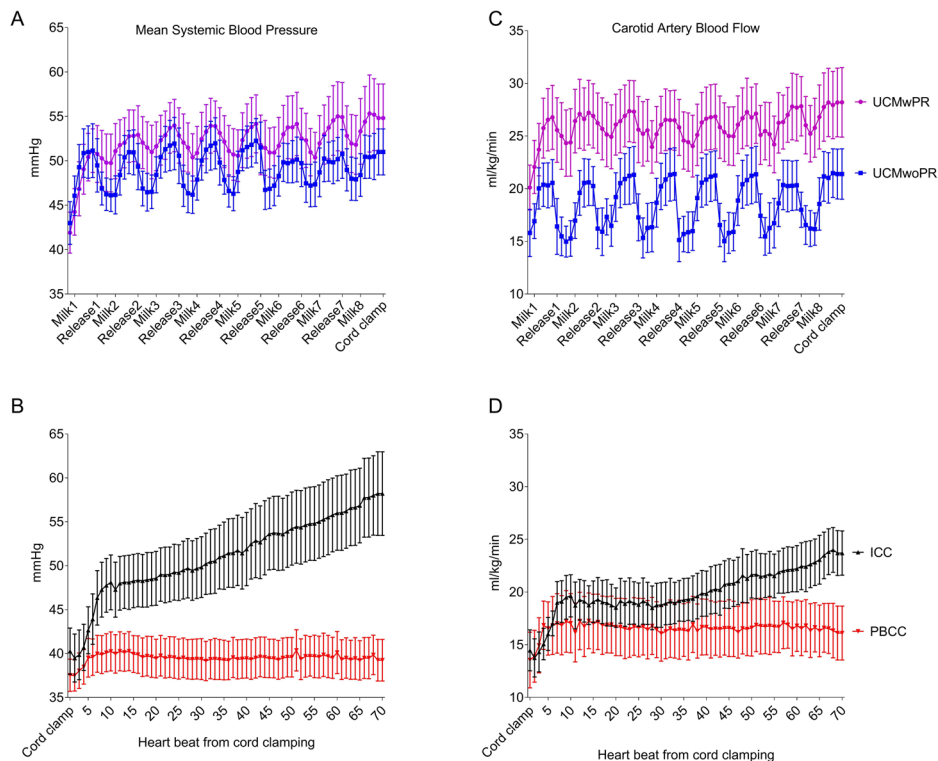 A
Mean Systemic Blood Pressure
65
60
55
50
45
40
35
mmHg
Milk1
Release1
Milk2
Release2
Milk3
Release3
Milk4
Release4
Milk5
Release5
Milk6
Release6
Milk7
Release7
Milk8
Cord clamp
C
Carotid Artery Blood Flow
35
30
25
20
15
10
ml/kg/min
Milk1
Release1
Milk2
Release2
Milk3
Release3
Milk4
Release4
Milk5
Release5
Milk6
Release6
Milk7
Release7
Milk8
Cord clamp
UCMwPR
UCMwoPR
B
65
60
55
50
45
40
35
mmHg
Cord clamp
5
10
15
20
25
30
35
40
45
50
55
60
65
70
Heart beat from cord clamping
D
35
30
25
20
15
10
ml/kg/min
Cord clamp
5
10
15
20
25
30
35
40
45
50
55
60
65
70
Heart beat from cord clamping
ICC
PBCC